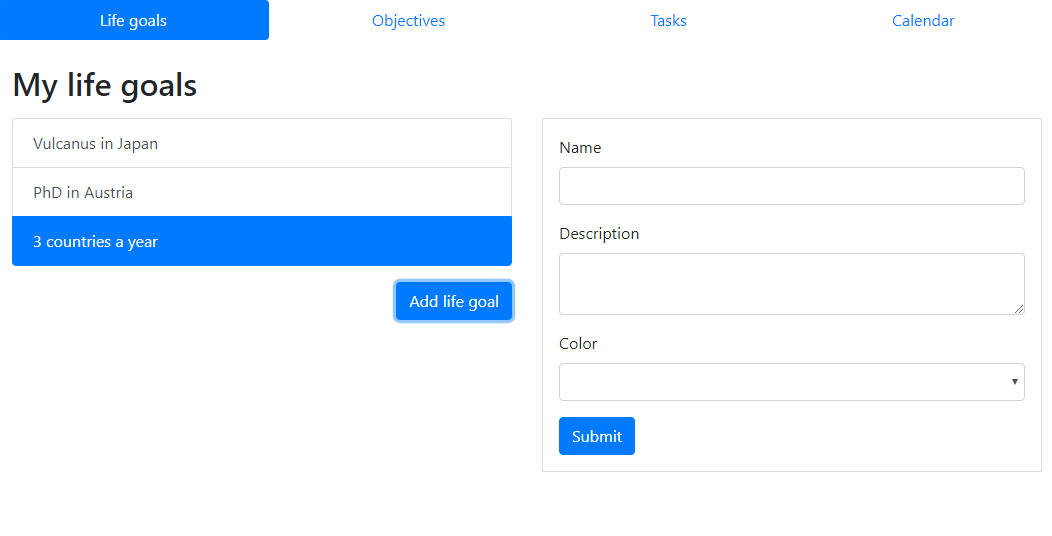 Life goals Objectives Tasks Calendar
My life goals
Vulcanus in Japan
PhD in Austria
3 countries a year
Add life goal
Name
Description
Color
Submit